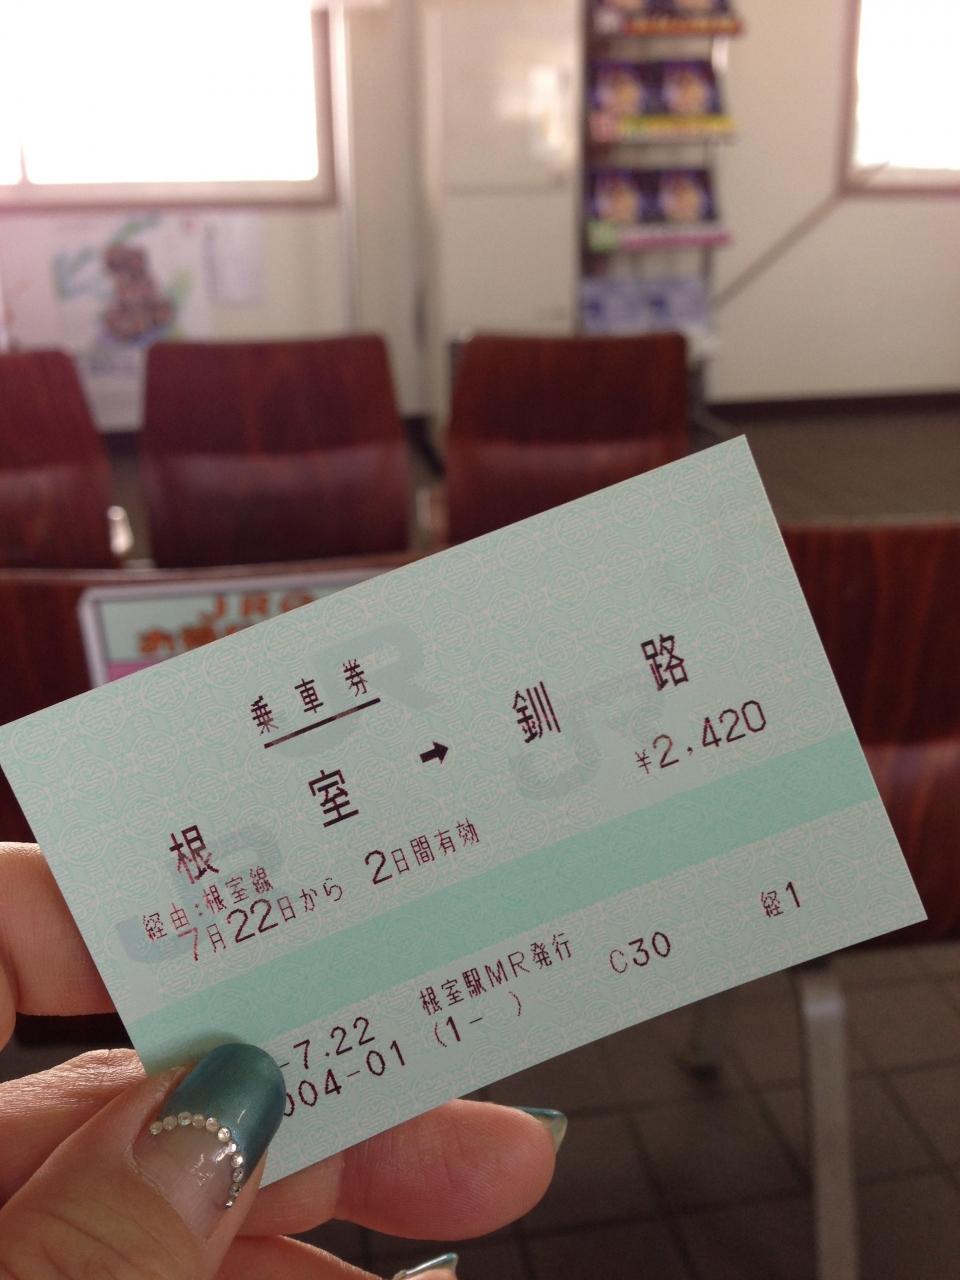 乗車券
根室 ➡ 釧路
経由:根室線 ¥2,420
7月22日から 2日間有効
-7.22 根室駅MR発行 C30 経1
004-01 (1- )
JR